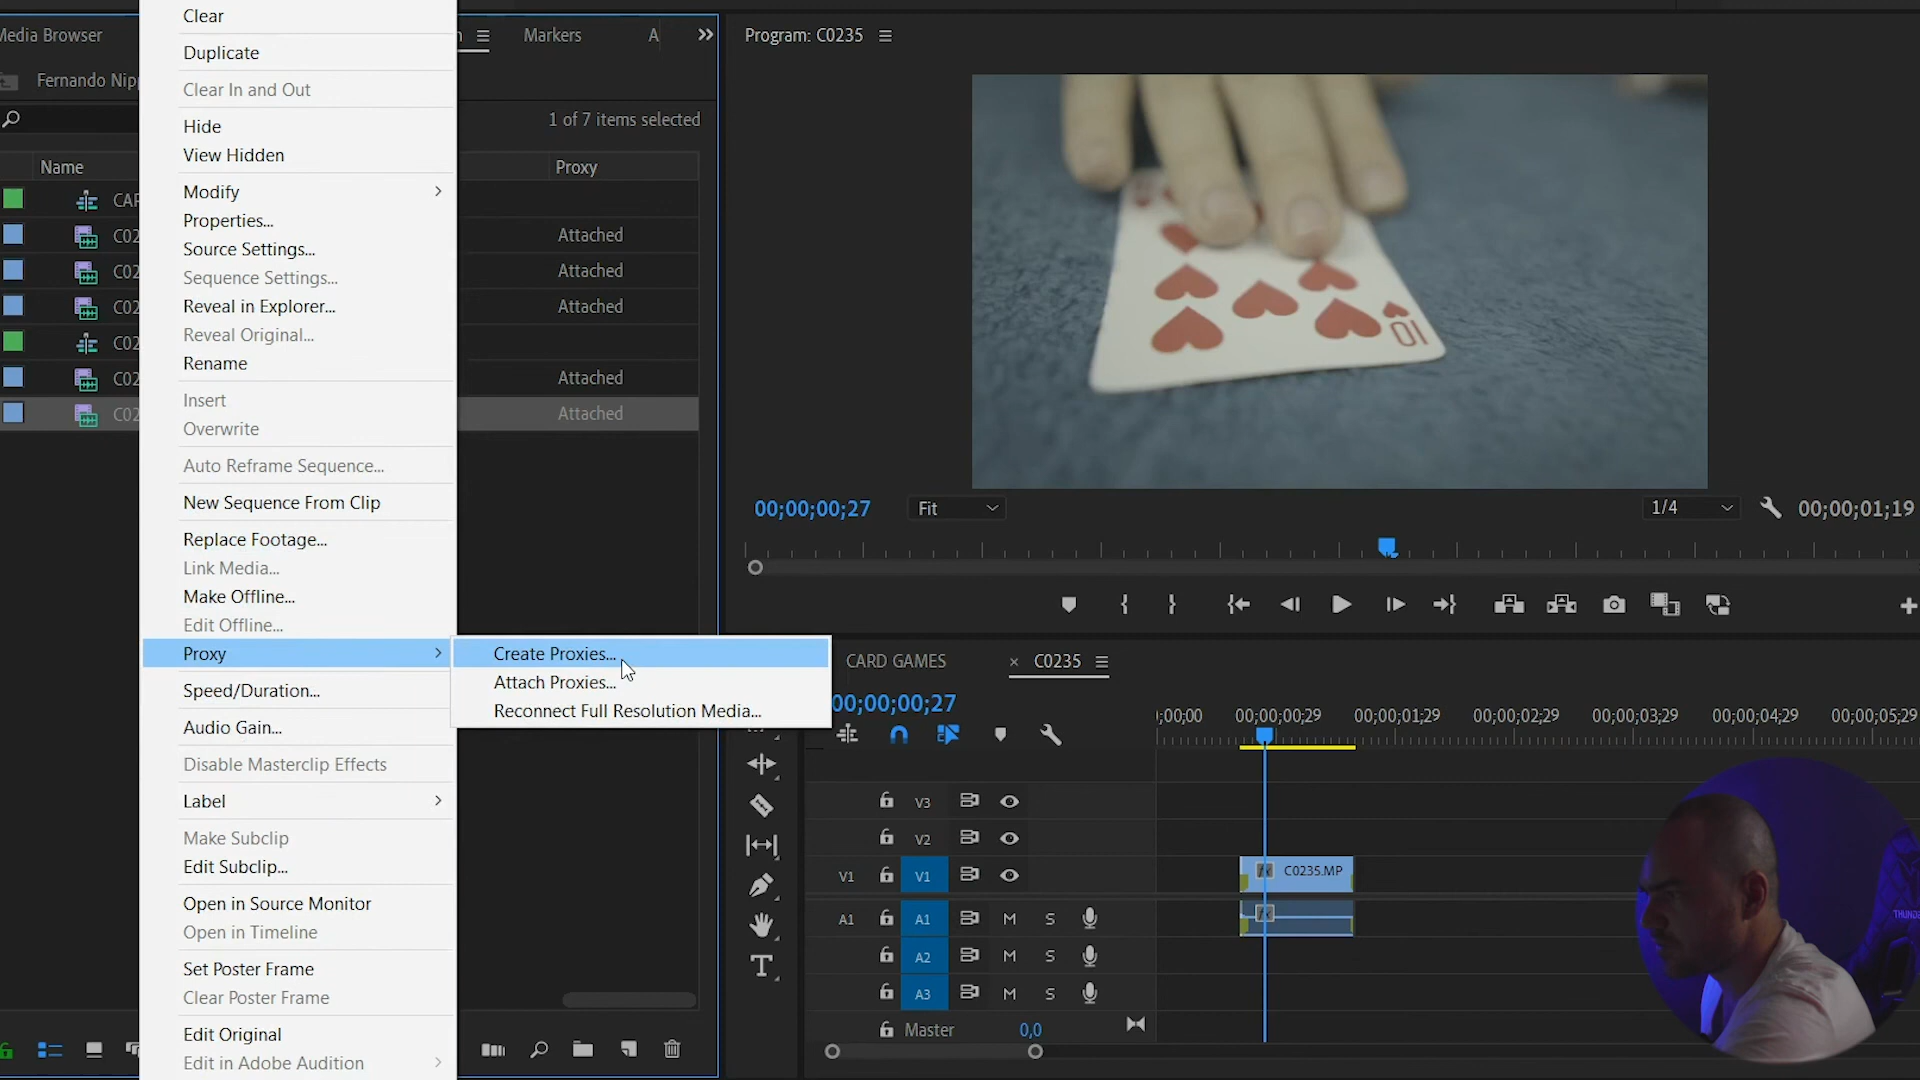 Media Browser
Markers
A
Program: C0235
Fernando Nipp
1 of 7 items selected
Name
Proxy
CAR
C02
Attached
C02
Attached
C02
Attached
C02
C02
Attached
C02
Attached
Clear
Duplicate
Clear In and Out
Hide
View Hidden
Modify
Properties...
Source Settings...
Sequence Settings...
Reveal in Explorer...
Reveal Original...
Rename
Insert
Overwrite
Auto Reframe Sequence...
New Sequence From Clip
Replace Footage...
Link Media...
Make Offline...
Edit Offline...
Proxy
Speed/Duration...
Audio Gain...
Disable Masterclip Effects
Label
Make Subclip
Edit Subclip...
Open in Source Monitor
Open in Timeline
Set Poster Frame
Clear Poster Frame
Edit Original
Edit in Adobe Audition
Create Proxies...
Attach Proxies...
Reconnect Full Resolution Media...
10
00;00;00;27
Fit
1/4
00;00;01;19
CARD GAMES
× C0235
00;00;00;27
;00;00 00;00;00;29 00;00;01;29 00;00;02;29 00;00;03;29 00;00;04;29 00;00;05;29
V3
V2
V1 V1
C0235.MP
fx
A1 A1 M S
fx
A2 M S
A3 M S
Master 0,0